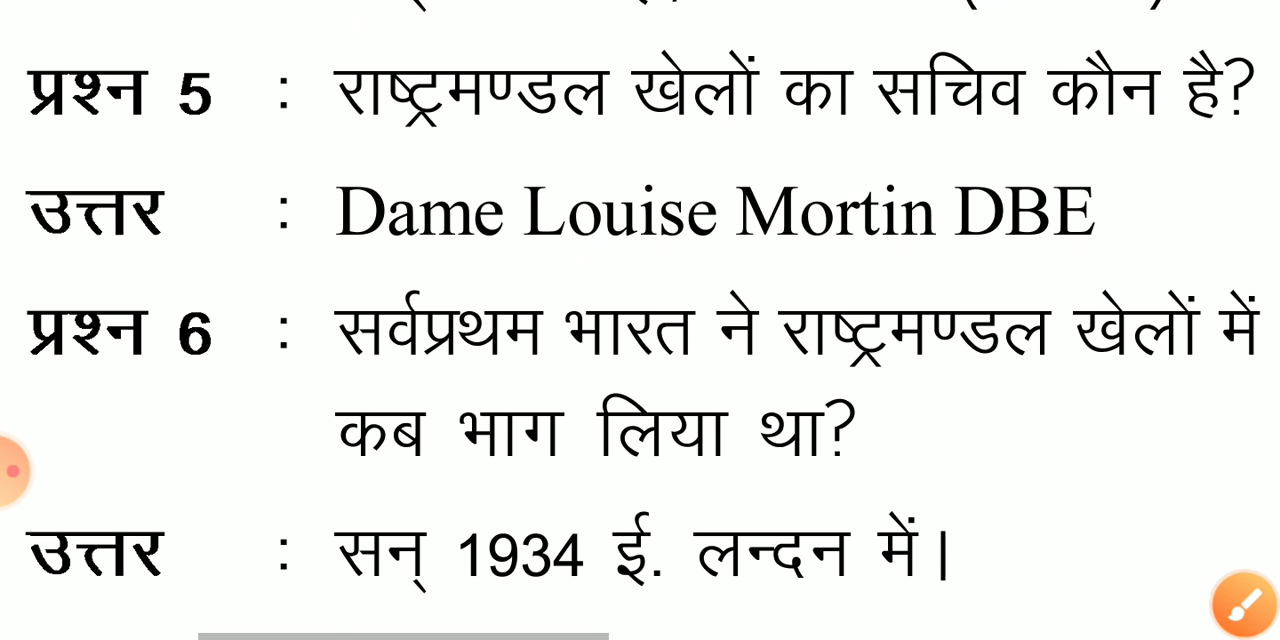 प्रश्न 5 : राष्ट्रमण्डल खेलों का सचिव कौन है?
उत्तर : Dame Louise Mortin DBE
प्रश्न 6 : सर्वप्रथम भारत ने राष्ट्रमण्डल खेलों में
कब भाग लिया था?
उत्तर : सन् 1934 ई. लन्दन में।